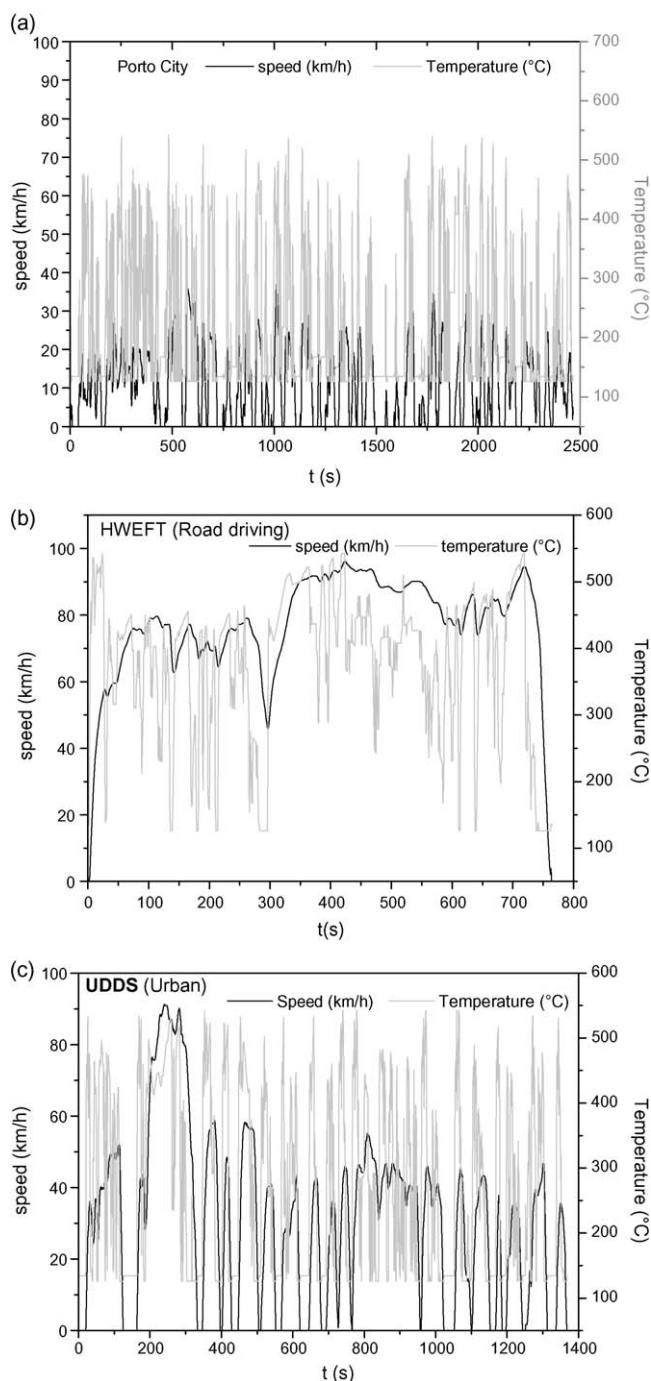 (a)
Porto City speed (km/h) Temperature (°C)
100
90
80
70
60
50
40
30
20
10
0
speed (km/h)
700
600
500
400
300
200
100
Temperature (°C)
0 500 1000 1500 2000 2500
t (s)
(b)
HWEFT (Road driving)
speed (km/h) temperature (°C)
100
80
60
40
20
0
speed (km/h)
600
500
400
300
200
100
Temperature (°C)
0 100 200 300 400 500 600 700 800
t(s)
(c)
UDDS (Urban)
Speed (km/h) Temperature (°C)
100
80
60
40
20
0
speed (km/h)
600
500
400
300
200
100
Temperature (°C)
0 200 400 600 800 1000 1200 1400
t (s)